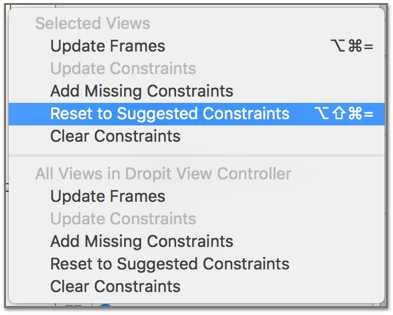 Selected Views
Update Frames ⌥⌘=
Update Constraints
Add Missing Constraints
Reset to Suggested Constraints ⌥⇧⌘=
Clear Constraints
All Views in Dropit View Controller
Update Frames
Update Constraints
Add Missing Constraints
Reset to Suggested Constraints
Clear Constraints